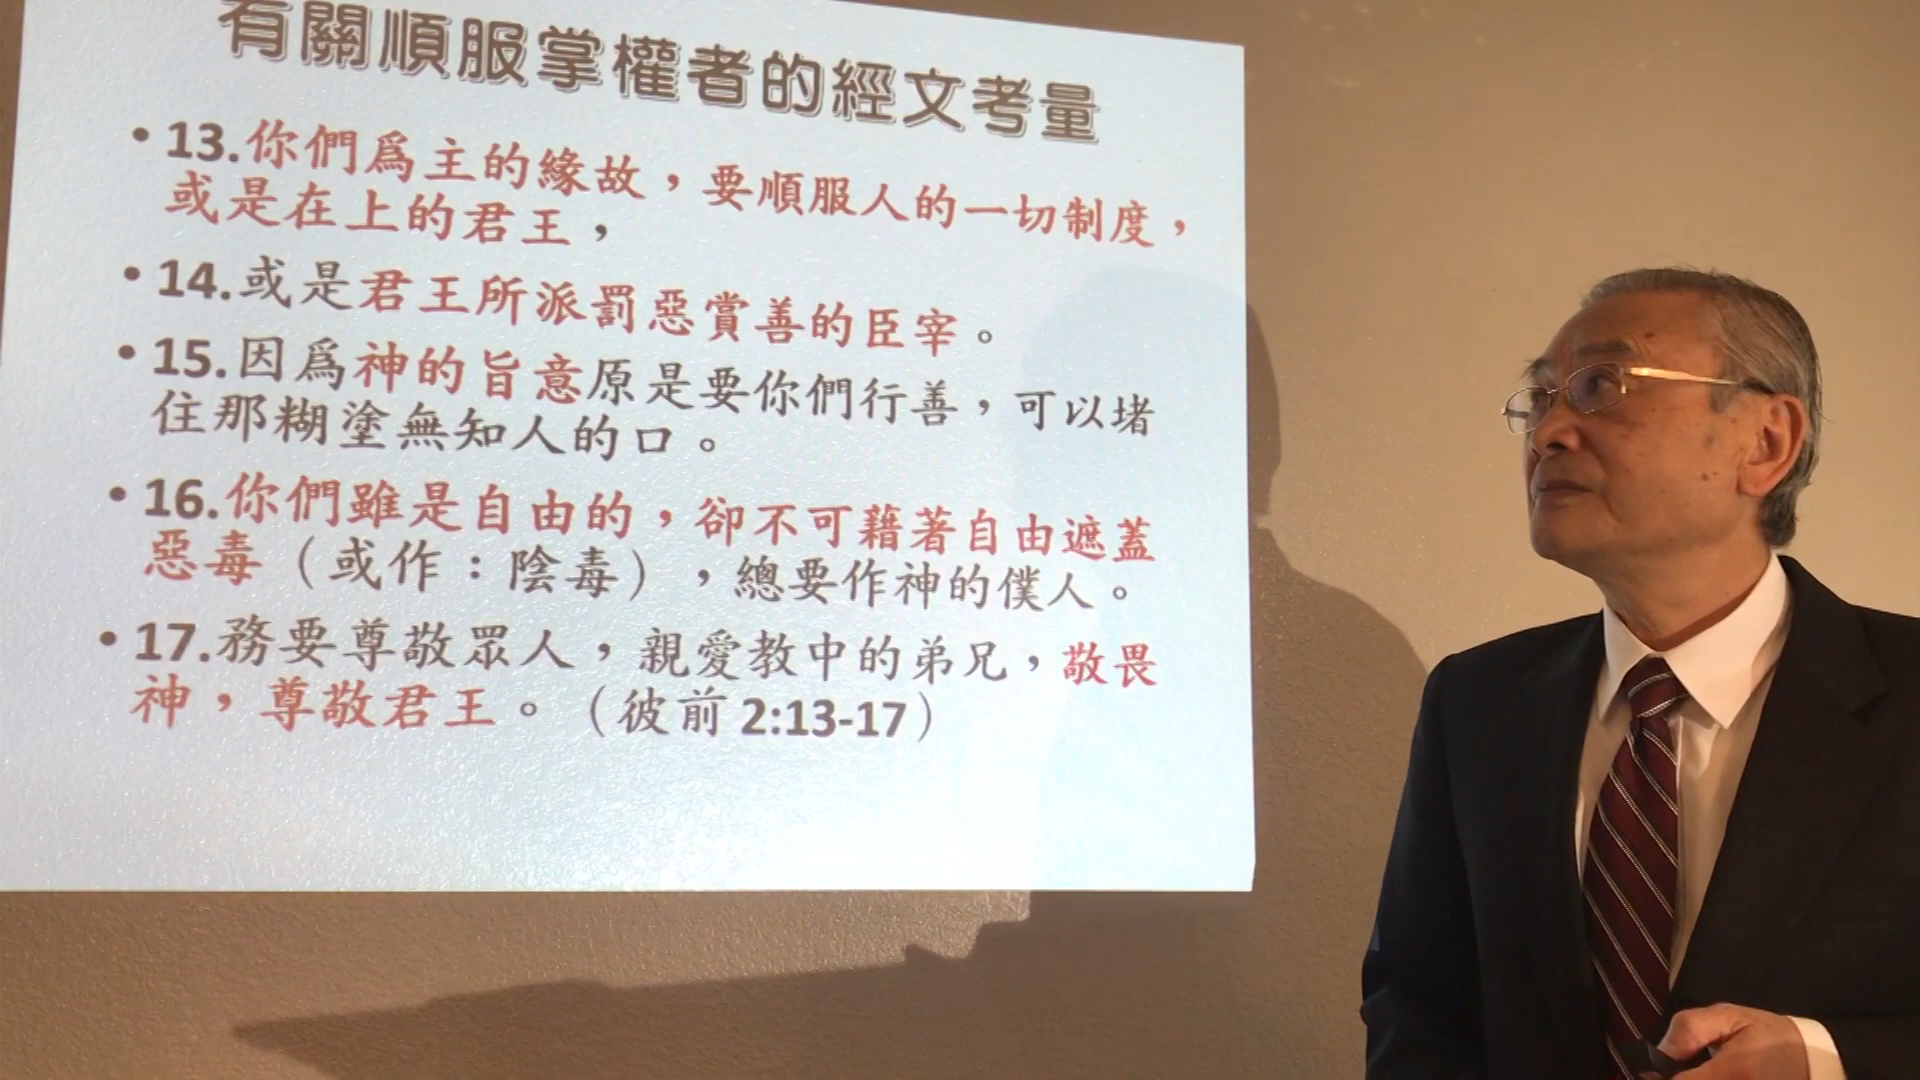 有關順服掌權者的經文考量
• 13.你們爲主的緣故，要順服人的一切制度，
或是在上的君王，
• 14.或是君王所派罰惡賞善的臣宰。
• 15.因爲神的旨意原是要你們行善，可以堵
住那糊塗無知人的口。
• 16.你們雖是自由的，卻不可藉著自由遮蓋
惡毒（或作：陰毒），總要作神的僕人。
• 17.務要尊敬眾人，親愛教中的弟兄，敬畏
神，尊敬君王。（彼前 2:13-17）